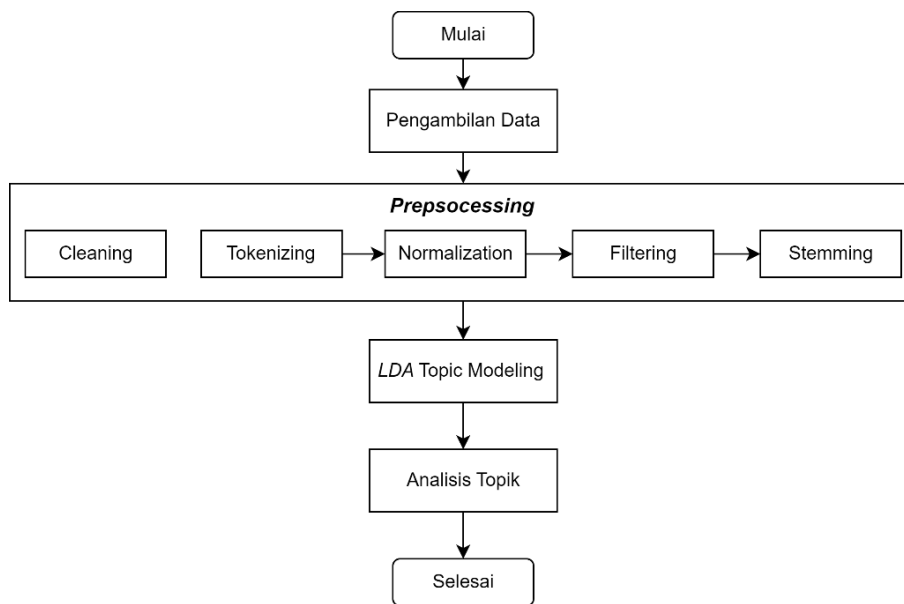 Mulai
Pengambilan Data
Prepsocessing
Cleaning
Tokenizing
Normalization
Filtering
Stemming
LDA Topic Modeling
Analisis Topik
Selesai